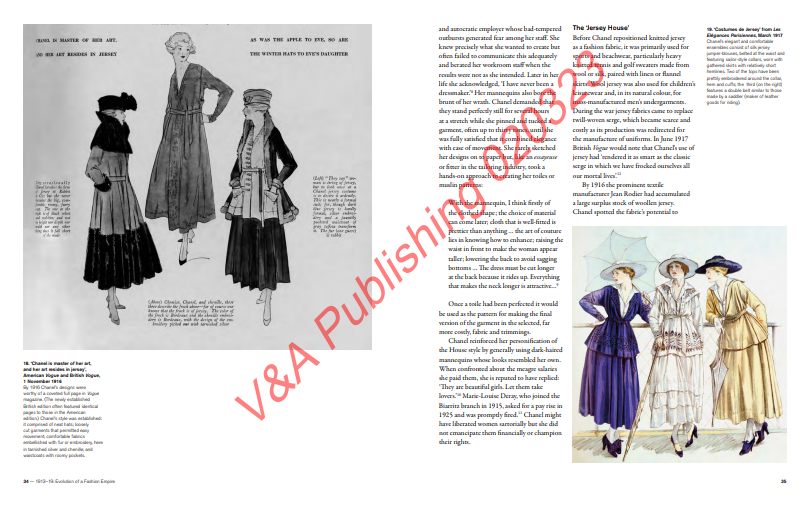 CHANEL IS MASTER OF HER ART,
AND HER ART RESIDES IN JERSEY
AS WAS THE APPLE TO EVE, SO ARE
THE WINTER HATS TO EVE'S DAUGHTER
(Left) "They say"
18. 'Chanel is master of her art,
and her art resides in jersey',
American Vogue and British Vogue,
1 November 1916
By 1916 Chanel's designs were
worthy of a coveted full page in Vogue
magazine. (The newly established
British edition often featured identical
pages to those in the American
edition.) Chanel's style was established:
it comprised of neat hats; loosely
cut garments that permitted easy
movement; comfortable fabrics
embellished with fur or embroidery, here
in tarnished silver and chenille; and
waistcoats with roomy pockets.
34 — 1913–19: Evolution of a Fashion Empire
and autocratic employer whose bad-tempered
outbursts generated fear among her staff. She
knew precisely what she wanted to create but
often failed to communicate this adequately
and berated her workroom staff when the
results were not as she intended. Later in her
life she acknowledged, 'I have never been a
dressmaker.' Her mannequins also bore the
brunt of her wrath. Chanel demanded that
they stand perfectly still for several hours
at a stretch while she pinned and tucked a
garment, often up to thirty times, until she
was fully satisfied that it combined elegance
with ease of movement. She rarely sketched
her designs on to paper but, like an essayeuse
or fitter in the tailoring industry, took a
hands-on approach to creating her toiles or
muslin patterns:
With the mannequin, I think firstly of
the clothed shape; the choice of material
can come later; cloth that is well-fitted is
prettier than anything ... the art of couture
lies in knowing how to enhance; raising the
waist in front to make the woman appear
taller; lowering the back to avoid sagging
bottoms ... The dress must be cut longer
at the back because it rides up. Everything
that makes the neck longer is attractive...
Once a toile had been perfected it would
be used as the pattern for making the final
version of the garment in the selected, far
more costly, fabric and trimmings.
Chanel reinforced her personification of
the House style by generally using dark-haired
mannequins whose looks resembled her own.
When confronted about the meagre salaries
she paid them, she is reputed to have replied:
'They are beautiful girls. Let them take
lovers.' Marie-Louise Deray, who joined the
Biarritz branch in 1915, asked for a pay rise in
1925 and was promptly fired. Chanel might
have liberated women sartorially but she did
not emancipate them financially or champion
their rights.
The 'Jersey House'
Before Chanel repositioned knitted jersey
as a fashion fabric, it was primarily used for
sports and beachwear, particularly heavy
knitted tennis and golf sweaters made from
wool or silk, paired with linen or flannel
skirts. Wool jersey was also used for children's
leisurewear and, in its natural colour, for
mass-manufactured men's undergarments.
During the war jersey fabrics came to replace
twill-woven serge, which became scarce and
costly as its production was redirected for
the manufacture of uniforms. In June 1917
British Vogue would note that Chanel's use of
jersey had 'rendered it as smart as the classic
serge in which we have frocked ourselves all
our mortal lives.'
By 1916 the prominent textile
manufacturer Jean Rodier had accumulated
a large surplus stock of woollen jersey.
Chanel spotted the fabric's potential to
19. 'Costumes de Jersey' from Les
Élégances Parisiennes, March 1917
Chanel's elegant and comfortable
ensembles consist of silk jersey
jumper-blouses, belted at the waist and
featuring sailor-style collars, worn with
gathered skirts with relatively short
hemlines. Two of the tops have been
prettily embroidered around the collar,
hem and cuffs; the third (on the right)
features a double belt similar to those
made by a saddler (maker of leather
goods for riding).
35
V&A Publishing 020323